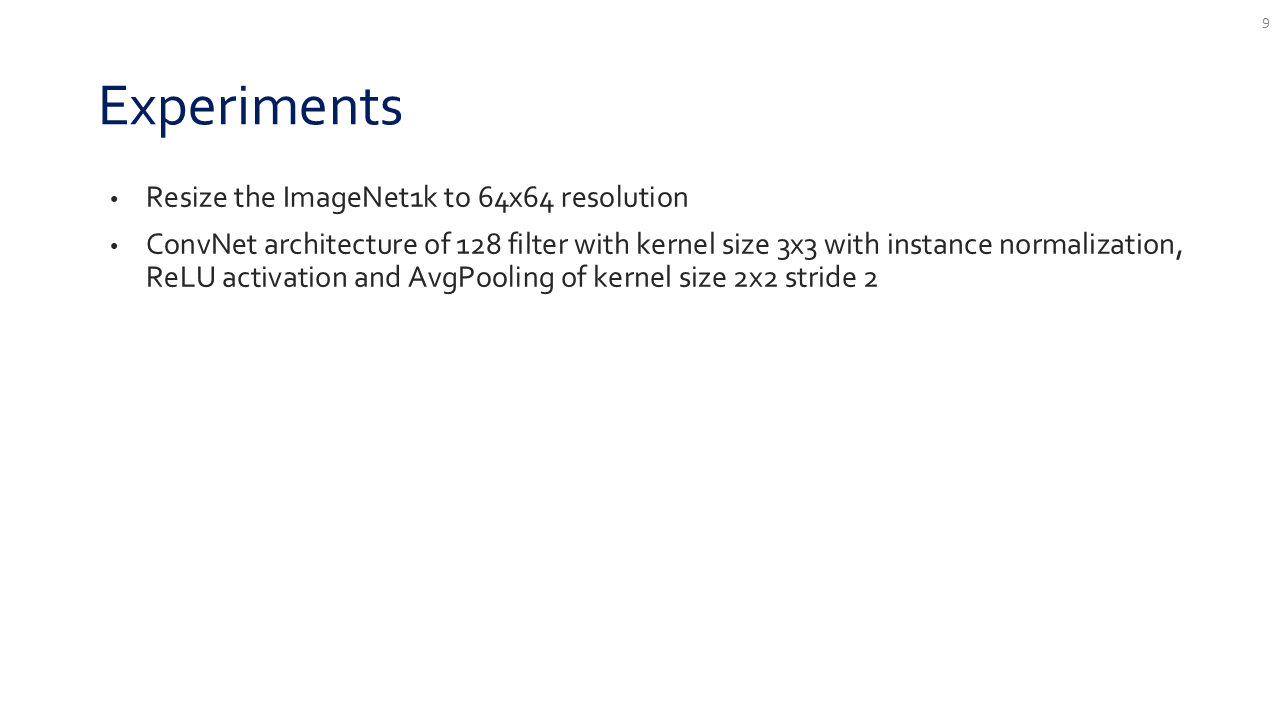 9
Experiments
• Resize the ImageNet1k to 64x64 resolution
• ConvNet architecture of 128 filter with kernel size 3x3 with instance normalization,
ReLU activation and AvgPooling of kernel size 2x2 stride 2